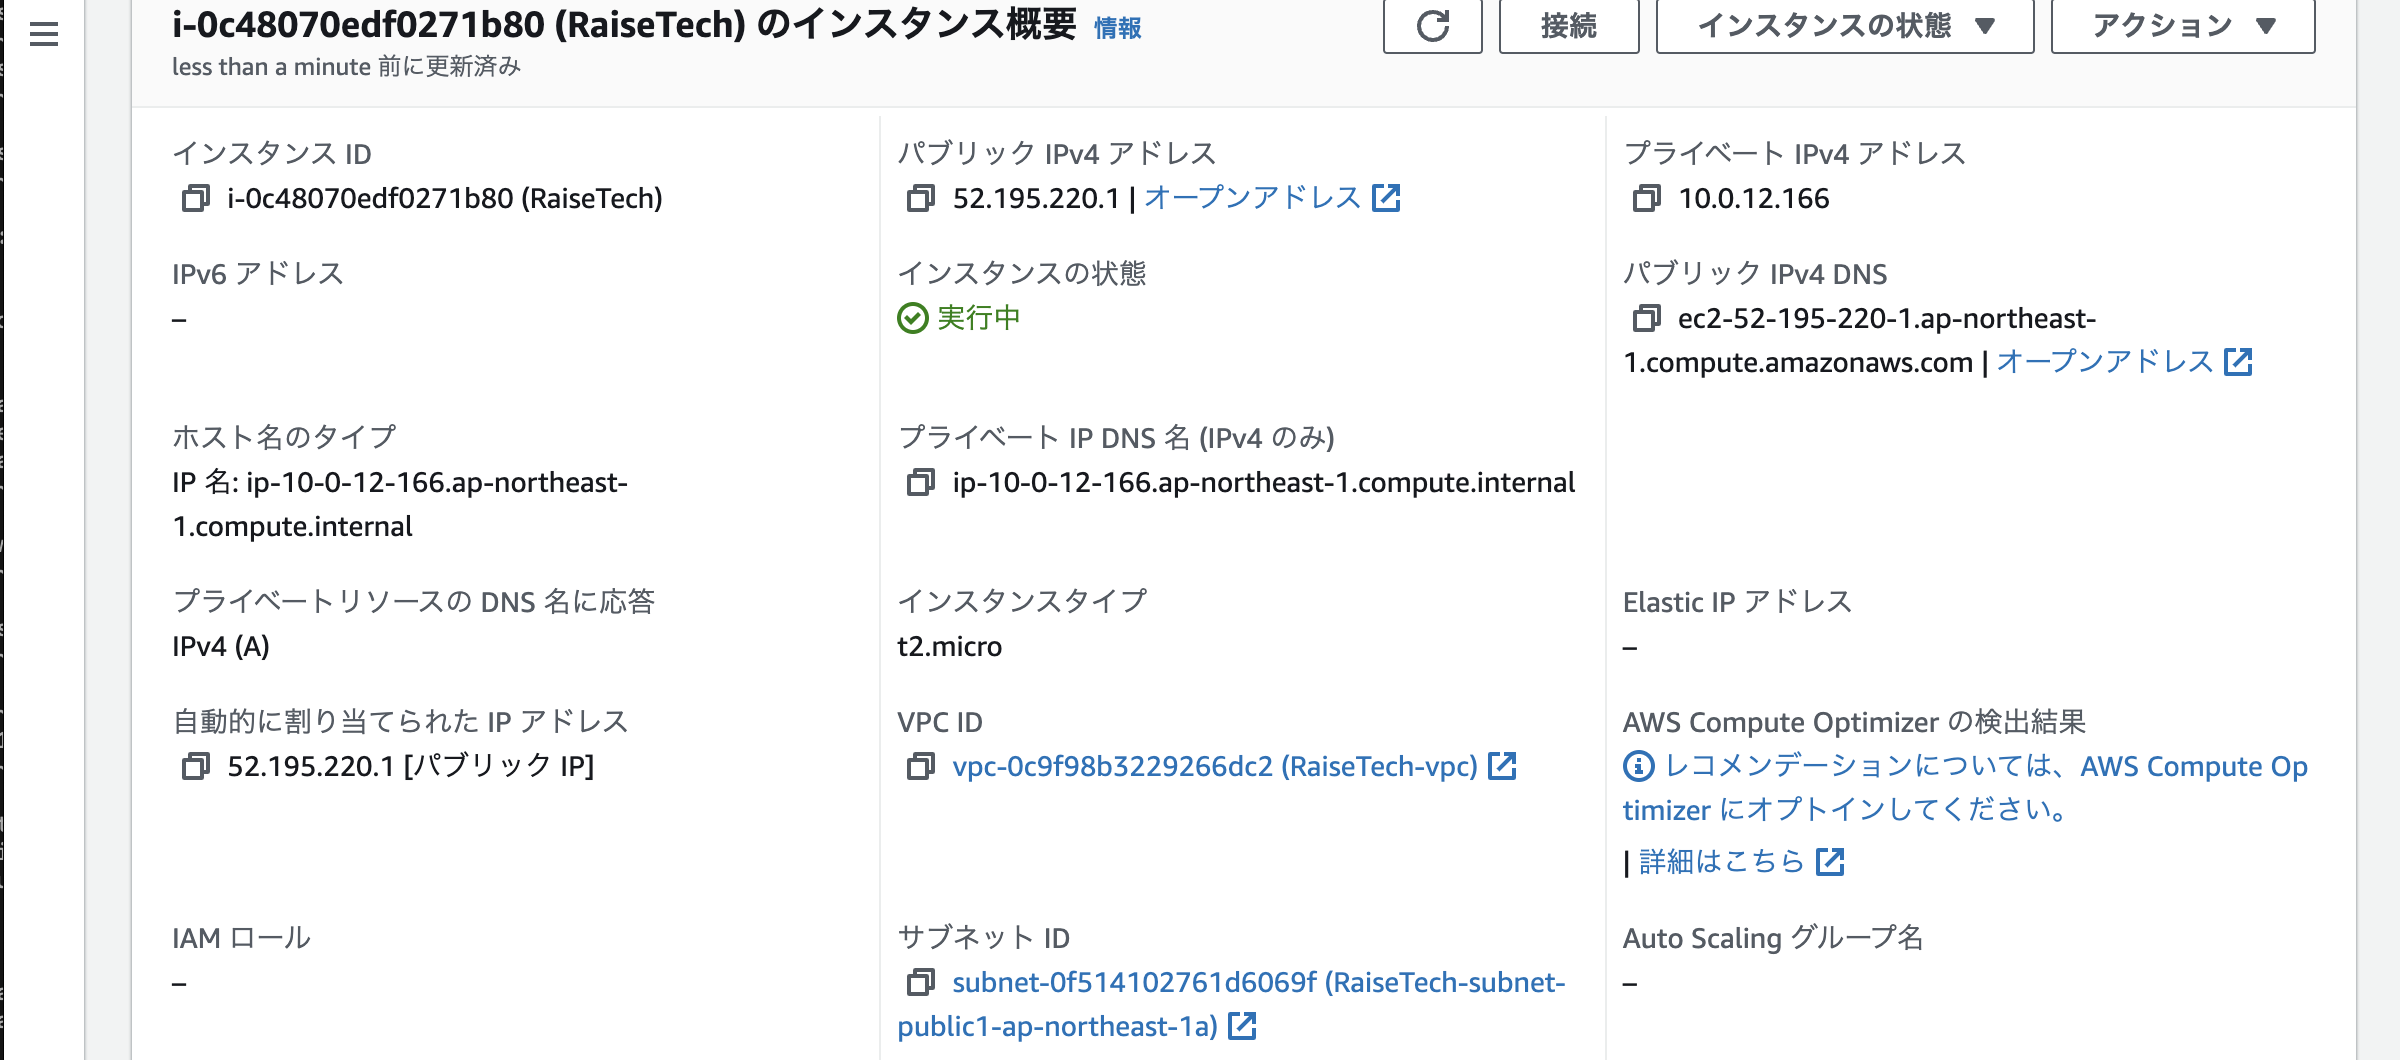 i-0c48070edf0271b80 (RaiseTech) のインスタンス概要 情報
less than a minute 前に更新済み
接続
インスタンスの状態 ▼
アクション ▼
インスタンス ID
i-0c48070edf0271b80 (RaiseTech)
パブリック IPv4 アドレス
52.195.220.1 | オープンアドレス
プライベート IPv4 アドレス
10.0.12.166
IPv6 アドレス
–
インスタンスの状態
実行中
パブリック IPv4 DNS
ec2-52-195-220-1.ap-northeast-
1.compute.amazonaws.com | オープンアドレス
ホスト名のタイプ
IP 名: ip-10-0-12-166.ap-northeast-
1.compute.internal
プライベート IP DNS 名 (IPv4 のみ)
ip-10-0-12-166.ap-northeast-1.compute.internal
プライベートリソースの DNS 名に応答
IPv4 (A)
インスタンスタイプ
t2.micro
Elastic IP アドレス
–
自動的に割り当てられた IP アドレス
52.195.220.1 [パブリック IP]
VPC ID
vpc-0c9f98b3229266dc2 (RaiseTech-vpc)
AWS Compute Optimizer の検出結果
レコメンデーションについては、AWS Compute Op
timizer にオプトインしてください。
| 詳細はこちら
IAM ロール
–
サブネット ID
subnet-0f514102761d6069f (RaiseTech-subnet-
public1-ap-northeast-1a)
Auto Scaling グループ名
–